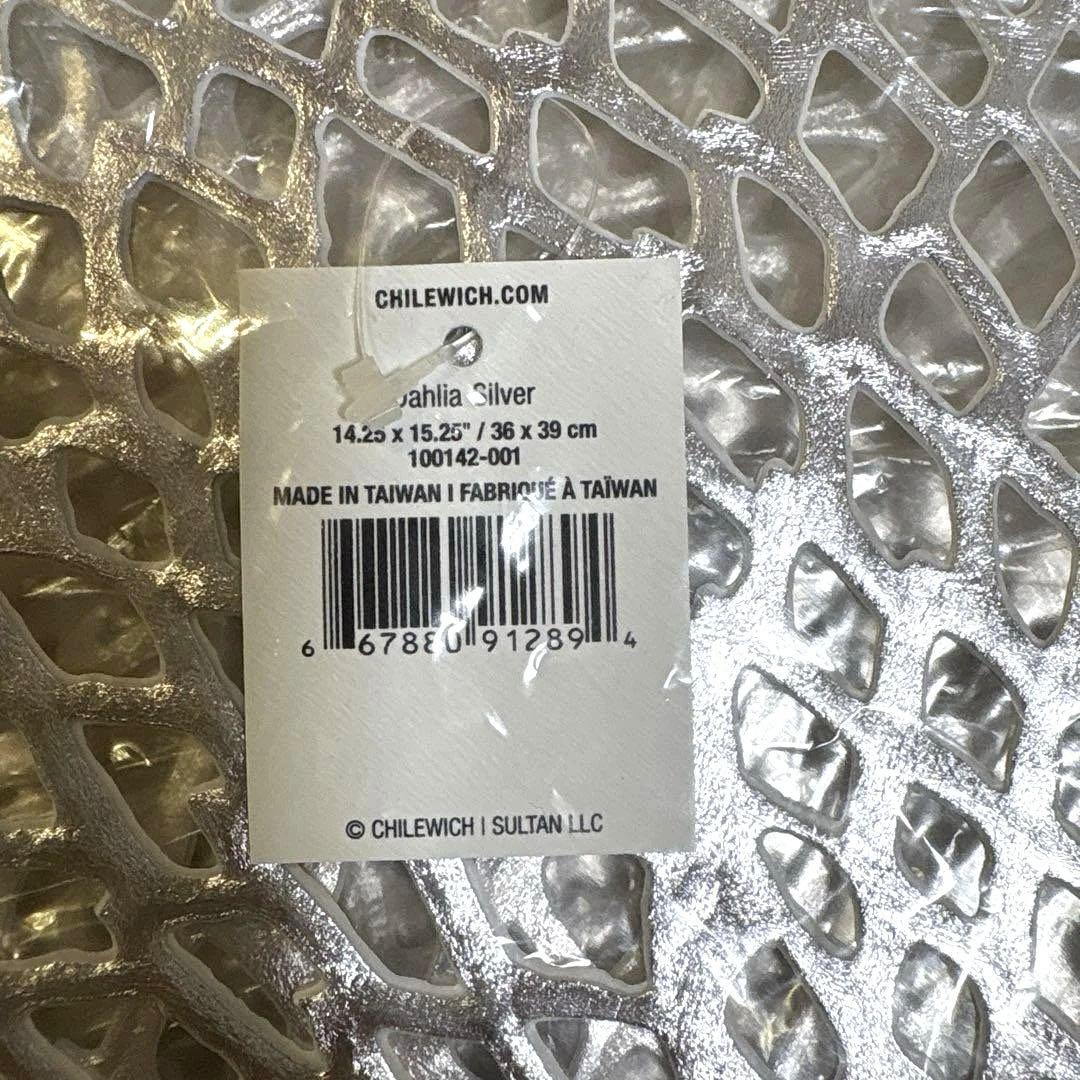 CHILEWICH.COM
Dahlia Silver
14.25 x 15.25" / 36 x 39 cm
100142-001
MADE IN TAIWAN | FABRIQUÉ À TAÏWAN
6 67880 91289 4
© CHILEWICH | SULTAN LLC